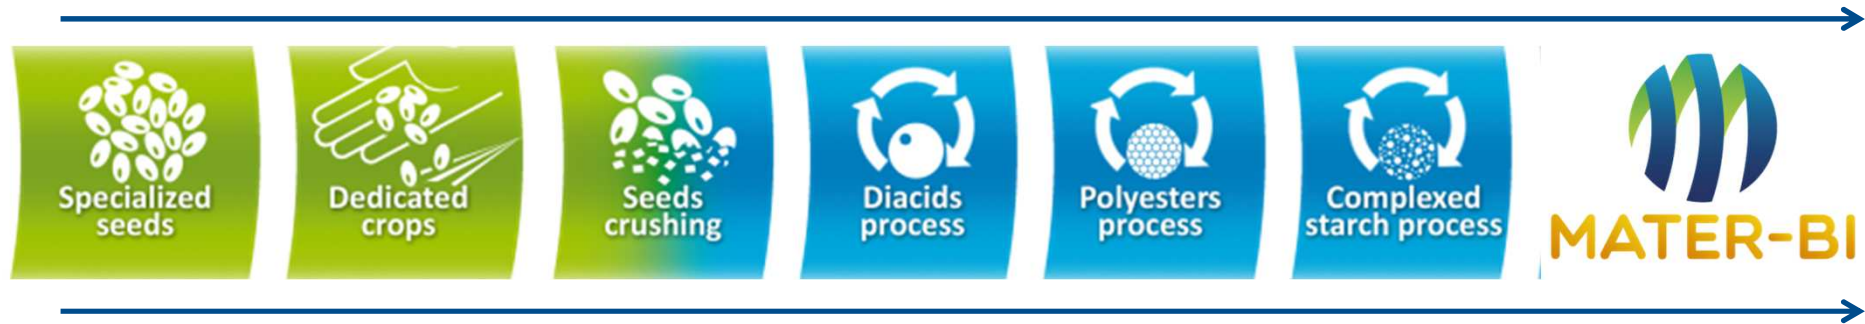 Specialized
seeds
Dedicated
crops
Seeds
crushing
Diacids
process
Polyesters
process
Complexed
starch process
MATER-BI